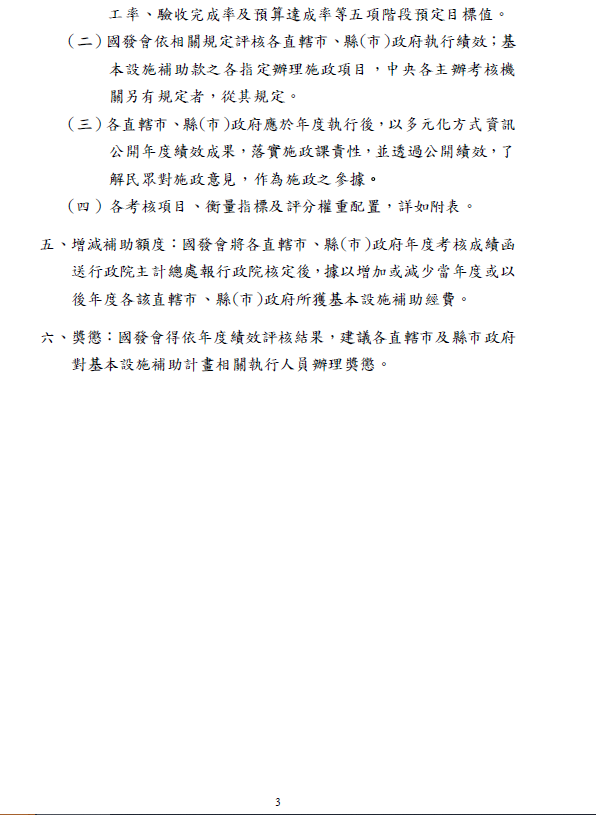 工率、驗收完成率及預算達成率等五項階段預定目標值。
（二）國發會依相關規定評核各直轄市、縣(市)政府執行績效；基
本設施補助款之各指定辦理施政項目，中央各主辦考核機
關另有規定者，從其規定。
（三）各直轄市、縣(市)政府應於年度執行後，以多元化方式資訊
公開年度績效成果，落實施政課責性，並透過公開績效，了
解民眾對施政意見，作為施政之參據。
（四）各考核項目、衡量指標及評分權重配置，詳如附表。
五、增減補助額度：國發會將各直轄市、縣(市)政府年度考核成績函
送行政院主計總處報行政院核定後，據以增加或減少當年度或以
後年度各該直轄市、縣(市)政府所獲基本設施補助經費。
六、獎懲：國發會得依年度績效評核結果，建議各直轄市及縣市政府
對基本設施補助計畫相關執行人員辦理獎懲。
3